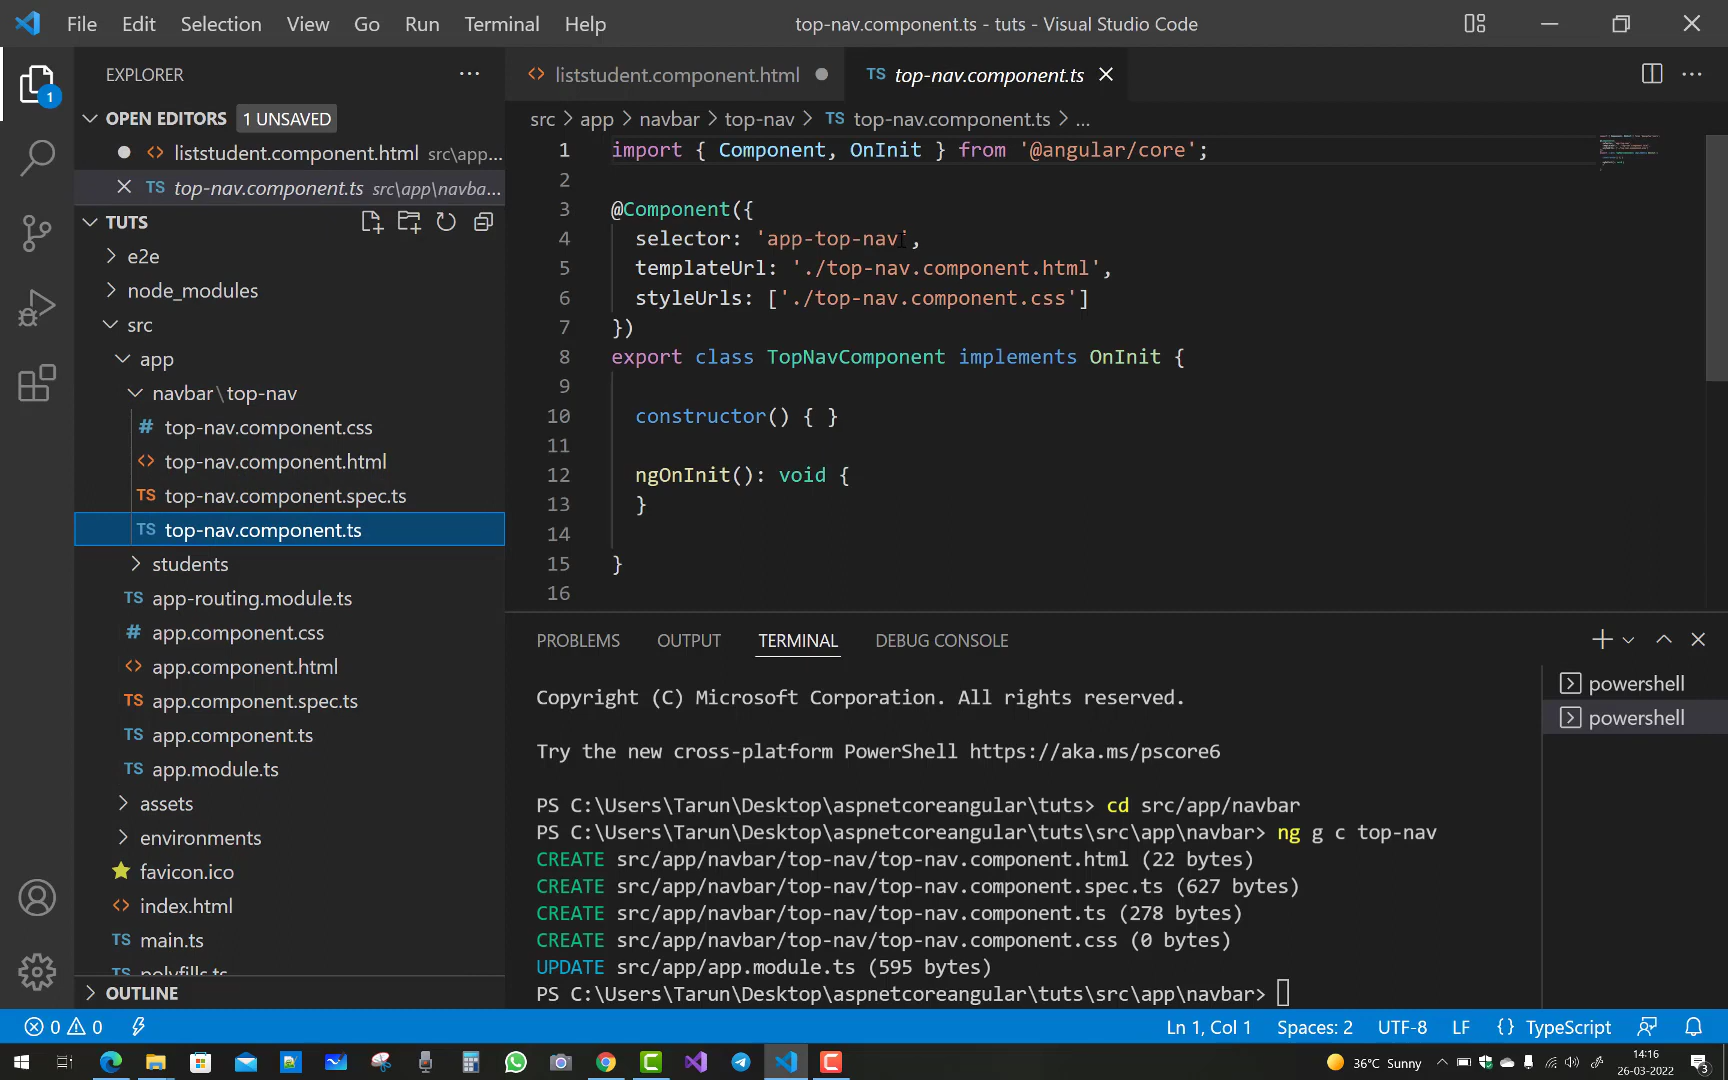 File Edit Selection View Go Run Terminal Help top-nav.component.ts - tuts - Visual Studio Code
EXPLORER
1
OPEN EDITORS 1 UNSAVED
liststudent.component.html src\app...
top-nav.component.ts src\app\navba...
TUTS
e2e
node_modules
src
app
navbar\top-nav
# top-nav.component.css
<> top-nav.component.html
TS top-nav.component.spec.ts
TS top-nav.component.ts
students
TS app-routing.module.ts
# app.component.css
<> app.component.html
TS app.component.spec.ts
TS app.component.ts
TS app.module.ts
assets
environments
favicon.ico
<> index.html
TS main.ts
TS polyfills.ts
OUTLINE
<> liststudent.component.html
TS top-nav.component.ts
src > app > navbar > top-nav > TS top-nav.component.ts > ...
1 import { Component, OnInit } from '@angular/core';
2
3 @Component({
4 selector: 'app-top-nav',
5 templateUrl: './top-nav.component.html',
6 styleUrls: ['./top-nav.component.css']
7 })
8 export class TopNavComponent implements OnInit {
9
10 constructor() { }
11
12 ngOnInit(): void {
13 }
14
15 }
16
PROBLEMS OUTPUT TERMINAL DEBUG CONSOLE
Copyright (C) Microsoft Corporation. All rights reserved.
Try the new cross-platform PowerShell https://aka.ms/pscore6
PS C:\Users\Tarun\Desktop\aspnetcoreangular\tuts> cd src/app/navbar
PS C:\Users\Tarun\Desktop\aspnetcoreangular\tuts\src\app\navbar> ng g c top-nav
CREATE src/app/navbar/top-nav/top-nav.component.html (22 bytes)
CREATE src/app/navbar/top-nav/top-nav.component.spec.ts (627 bytes)
CREATE src/app/navbar/top-nav/top-nav.component.ts (278 bytes)
CREATE src/app/navbar/top-nav/top-nav.component.css (0 bytes)
UPDATE src/app/app.module.ts (595 bytes)
PS C:\Users\Tarun\Desktop\aspnetcoreangular\tuts\src\app\navbar>
powershell
powershell
0 0 Ln 1, Col 1 Spaces: 2 UTF-8 LF {} TypeScript
36°C Sunny
14:16
26-03-2022
3